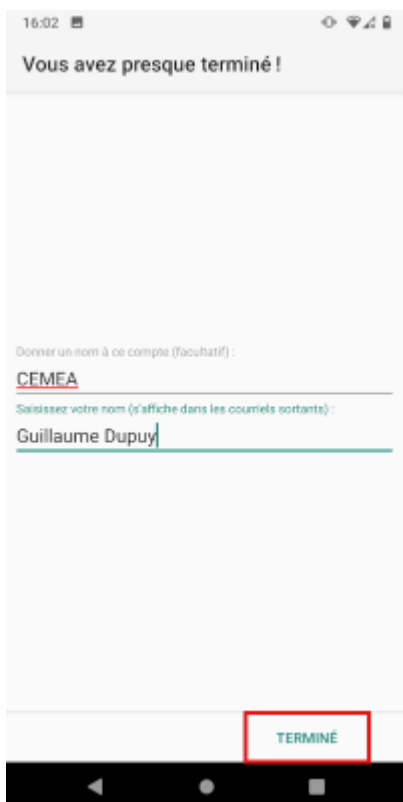 16:02
Vous avez presque terminé !
Donner un nom à ce compte (facultatif) :
CEMEA
Saisissez votre nom (s'affiche dans les courriels sortants) :
Guillaume Dupuy
TERMINÉ